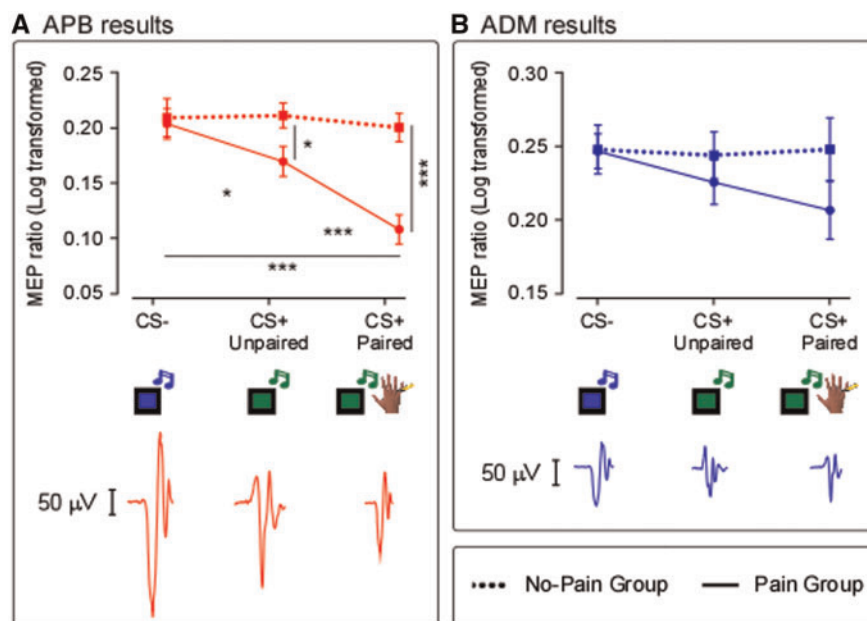 A APB results
MEP ratio (Log transformed)
0.25
0.20
0.15
0.10
0.05
*
*
***
***
***
CS-
CS+
Unpaired
CS+
Paired
50 µV
B ADM results
MEP ratio (Log transformed)
0.30
0.25
0.20
0.15
CS-
CS+
Unpaired
CS+
Paired
50 µV
No-Pain Group
Pain Group